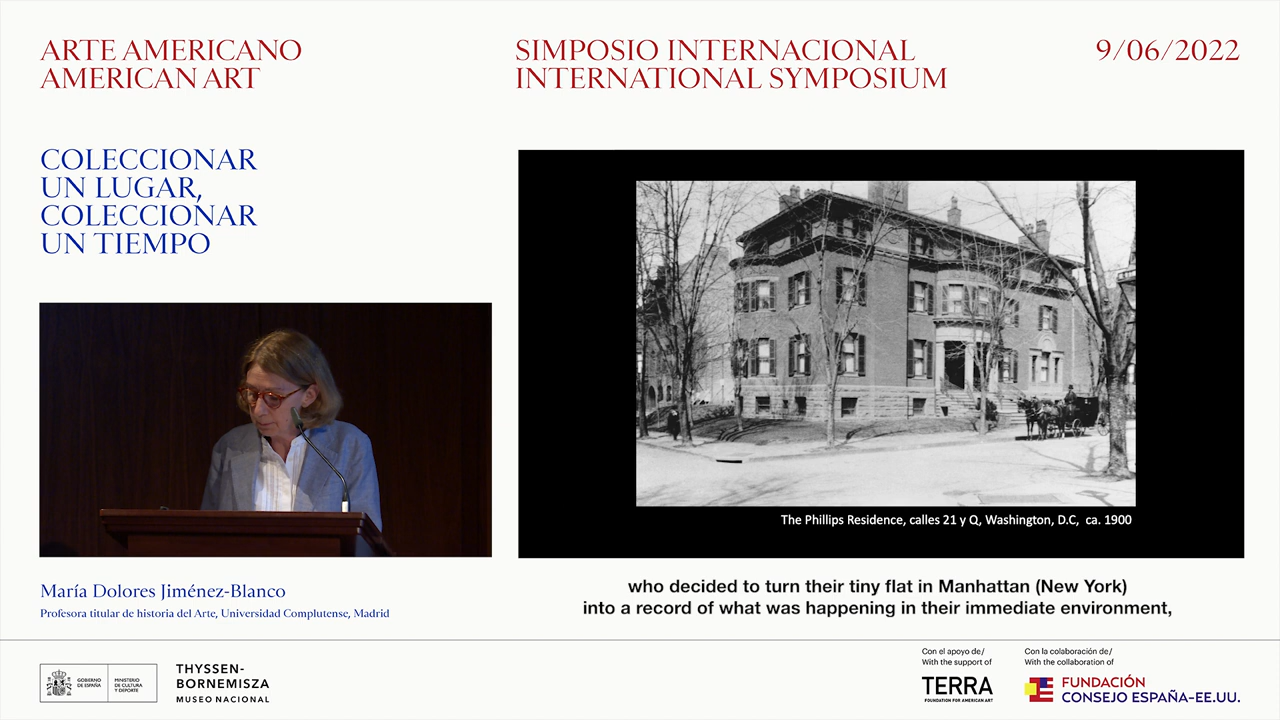 ARTE AMERICANO
AMERICAN ART
SIMPOSIO INTERNACIONAL
INTERNATIONAL SYMPOSIUM
9/06/2022
COLECCIONAR
UN LUGAR,
COLECCIONAR
UN TIEMPO
The Phillips Residence, calles 21 y Q, Washington, D.C, ca. 1900
María Dolores Jiménez-Blanco
Profesora titular de historia del Arte, Universidad Complutense, Madrid
who decided to turn their tiny flat in Manhattan (New York)
into a record of what was happening in their immediate environment,
GOBIERNO
DE ESPAÑA
MINISTERIO
DE CULTURA
Y DEPORTE
THYSSEN-
BORNEMISZA
MUSEO NACIONAL
Con el apoyo de/
With the support of
TERRA
FOUNDATION FOR AMERICAN ART
Con la colaboración de/
With the collaboration of
FUNDACIÓN
CONSEJO ESPAÑA-EE.UU.